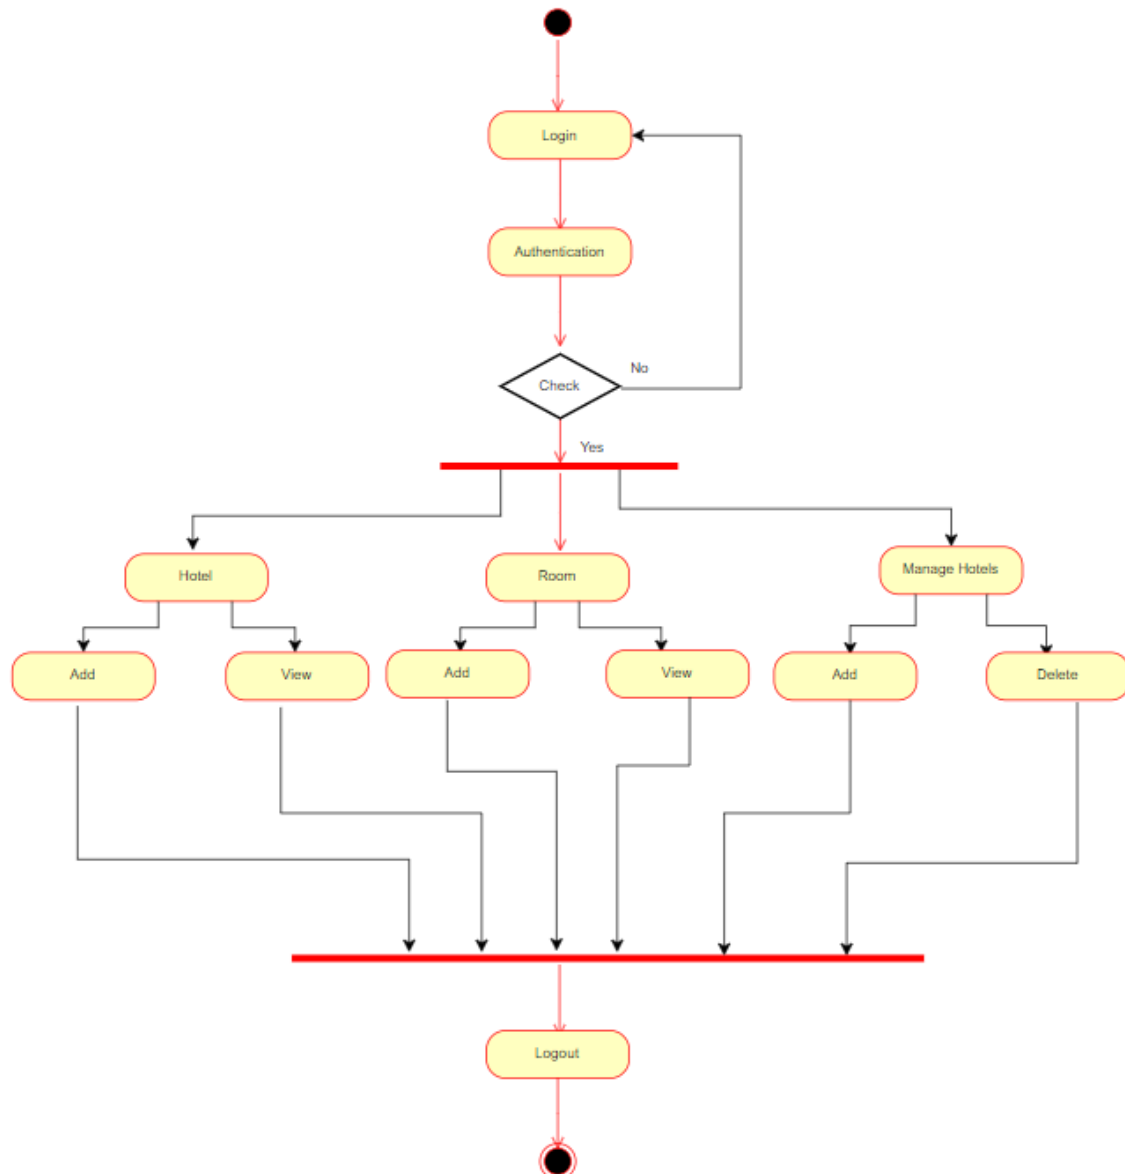 Login
Authentication
Check
No
Yes
Hotel
Room
Manage Hotels
Add
View
Add
View
Add
Delete
Logout